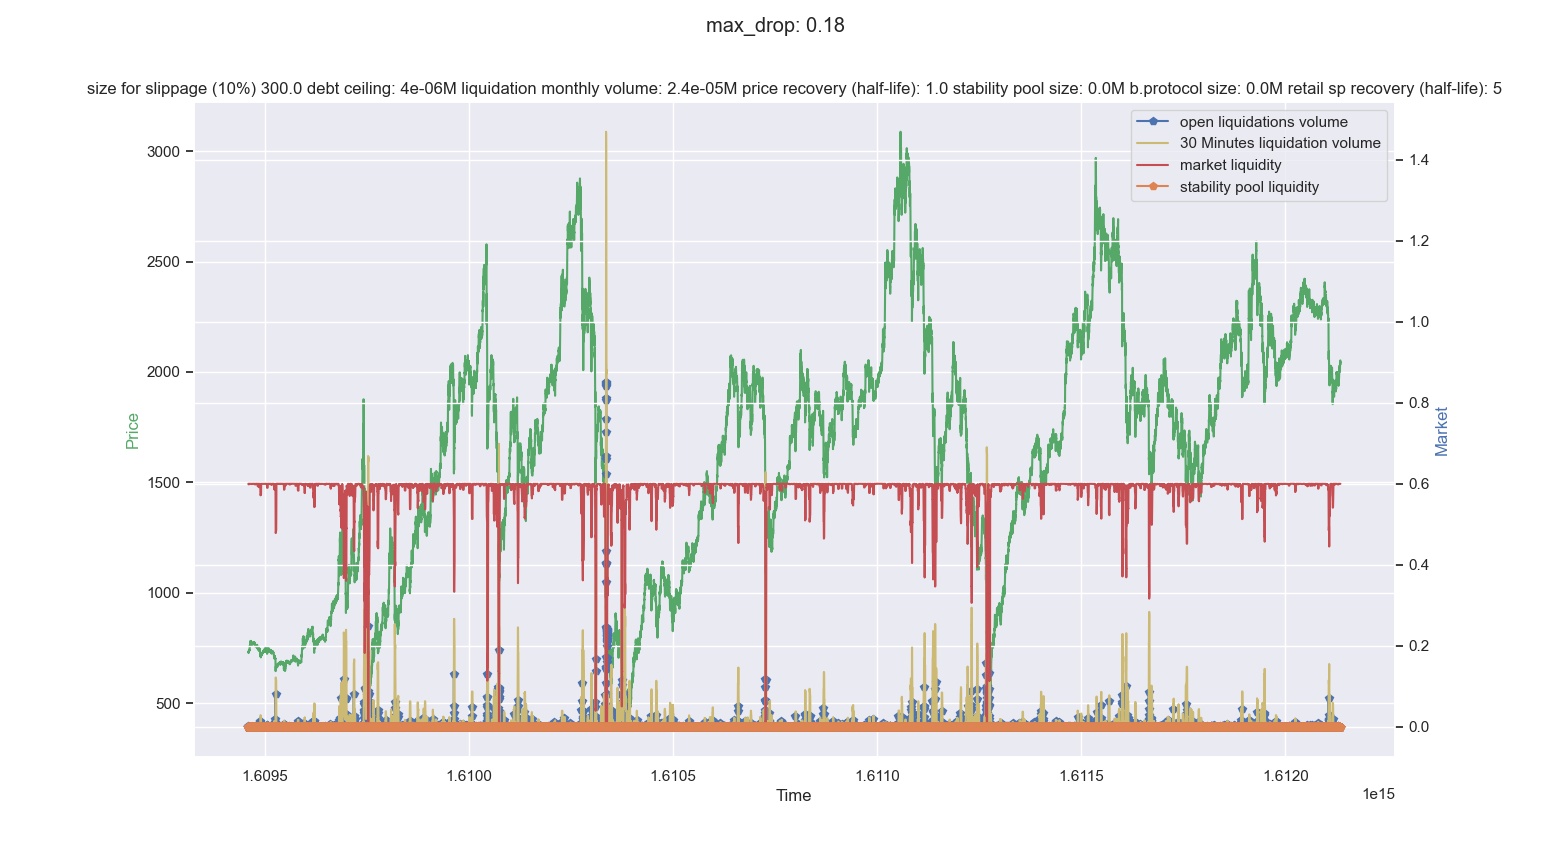 max_drop: 0.18
size for slippage (10%) 300.0 debt ceiling: 4e-06M liquidation monthly volume: 2.4e-05M price recovery (half-life): 1.0 stability pool size: 0.0M b.protocol size: 0.0M retail sp recovery (half-life): 5
open liquidations volume
30 Minutes liquidation volume
market liquidity
stability pool liquidity
3000
2500
2000
1500
1000
500
Price
1.4
1.2
1.0
0.8
0.6
0.4
0.2
0.0
Market
1.6095
1.6100
1.6105
1.6110
1.6115
1.6120
Time
1e15